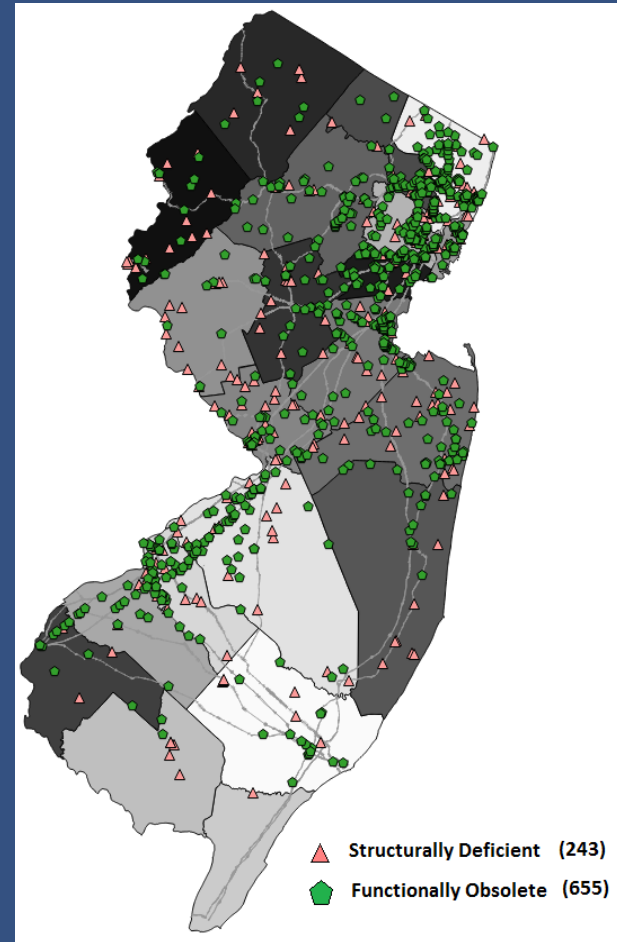 Structurally Deficient (243)
Functionally Obsolete (655)